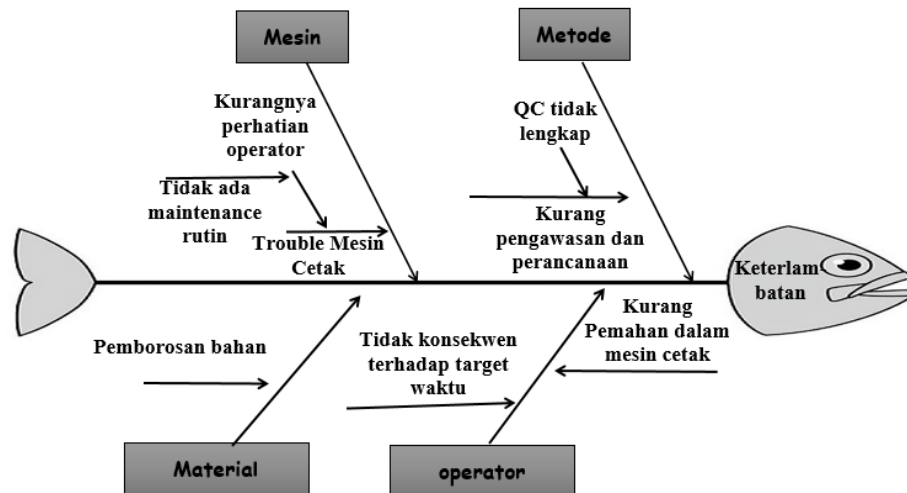 Mesin
Metode
Kurangnya
perhatian
operator
QC tidak
lengkap
Tidak ada
maintenance
rutin
Trouble Mesin
Cetak
Kurang
pengawasan dan
perancanaan
Keterlam-
batan
Pemborosan bahan
Tidak konsekwen
terhadap target
waktu
Kurang
Pemahan dalam
mesin cetak
Material
operator